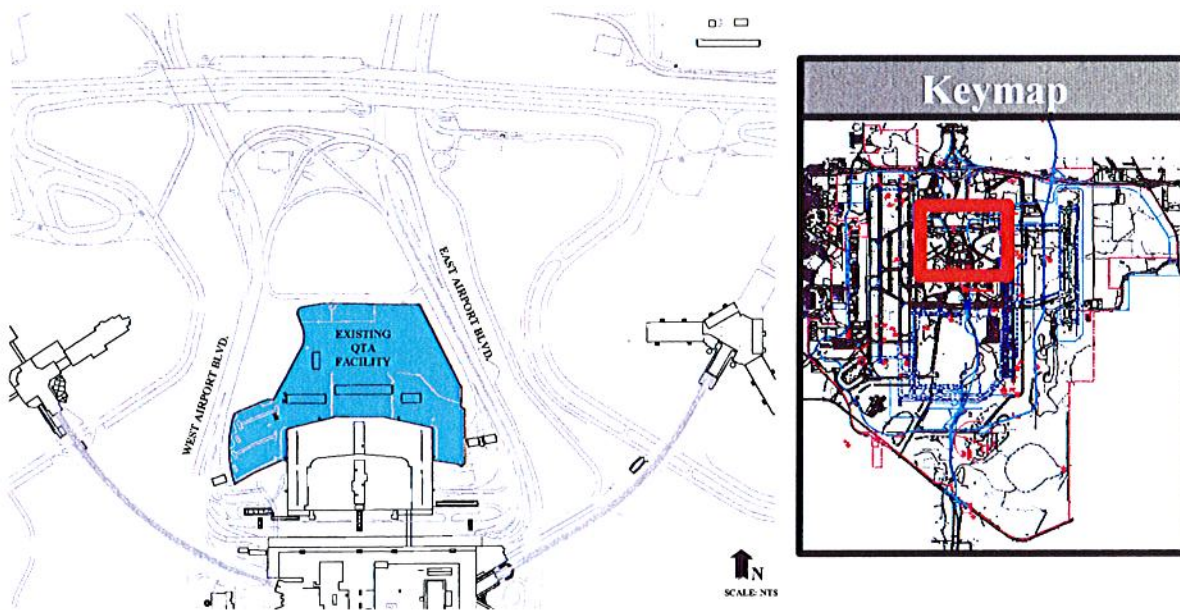 Keymap
EAST AIRPORT BLVD.
EXISTING
QTA
FACILITY
WEST AIRPORT BLVD.
N
SCALE: NTS